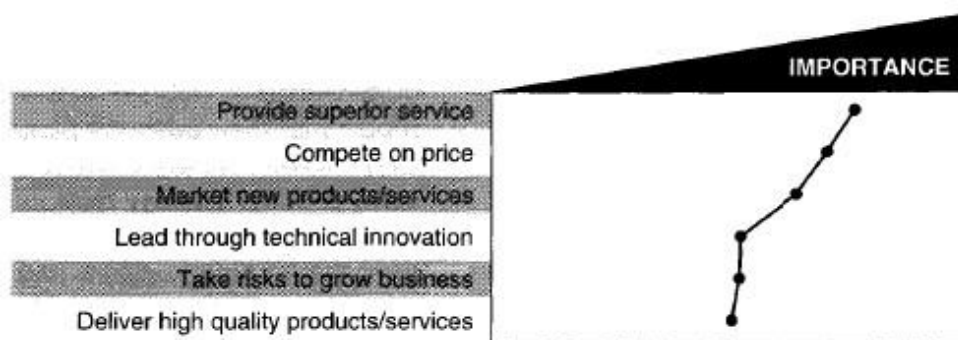 IMPORTANCE
Provide superior service
Compete on price
Market new products/services
Lead through technical innovation
Take risks to grow business
Deliver high quality products/services